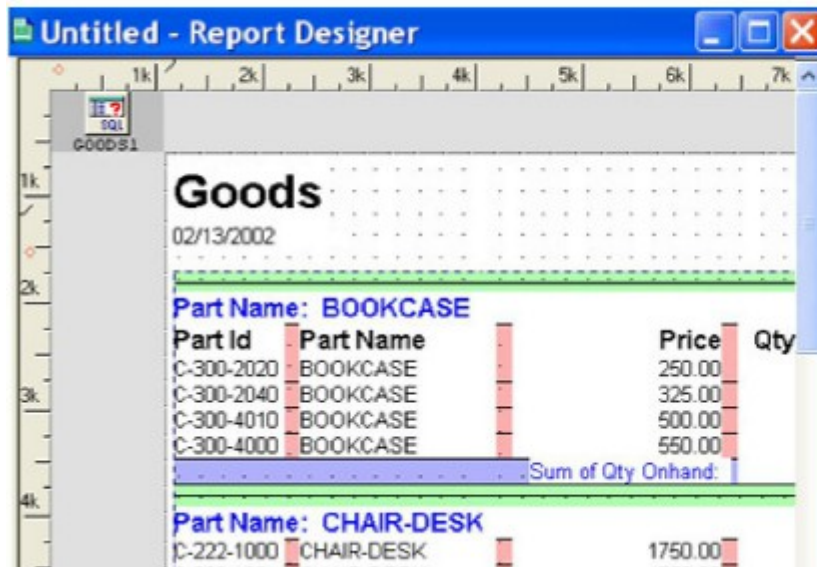 Untitled - Report Designer
1k 2k 3k 4k 5k 6k 7k
SQL
GOODS1
1k
Goods
02/13/2002
2k
Part Name: BOOKCASE
Part Id Part Name Price Qty
C-300-2020 BOOKCASE 250.00
3k
C-300-2040 BOOKCASE 325.00
C-300-4010 BOOKCASE 500.00
C-300-4000 BOOKCASE 550.00
Sum of Qty Onhand:
4k
Part Name: CHAIR-DESK
C-222-1000 CHAIR-DESK 1750.00